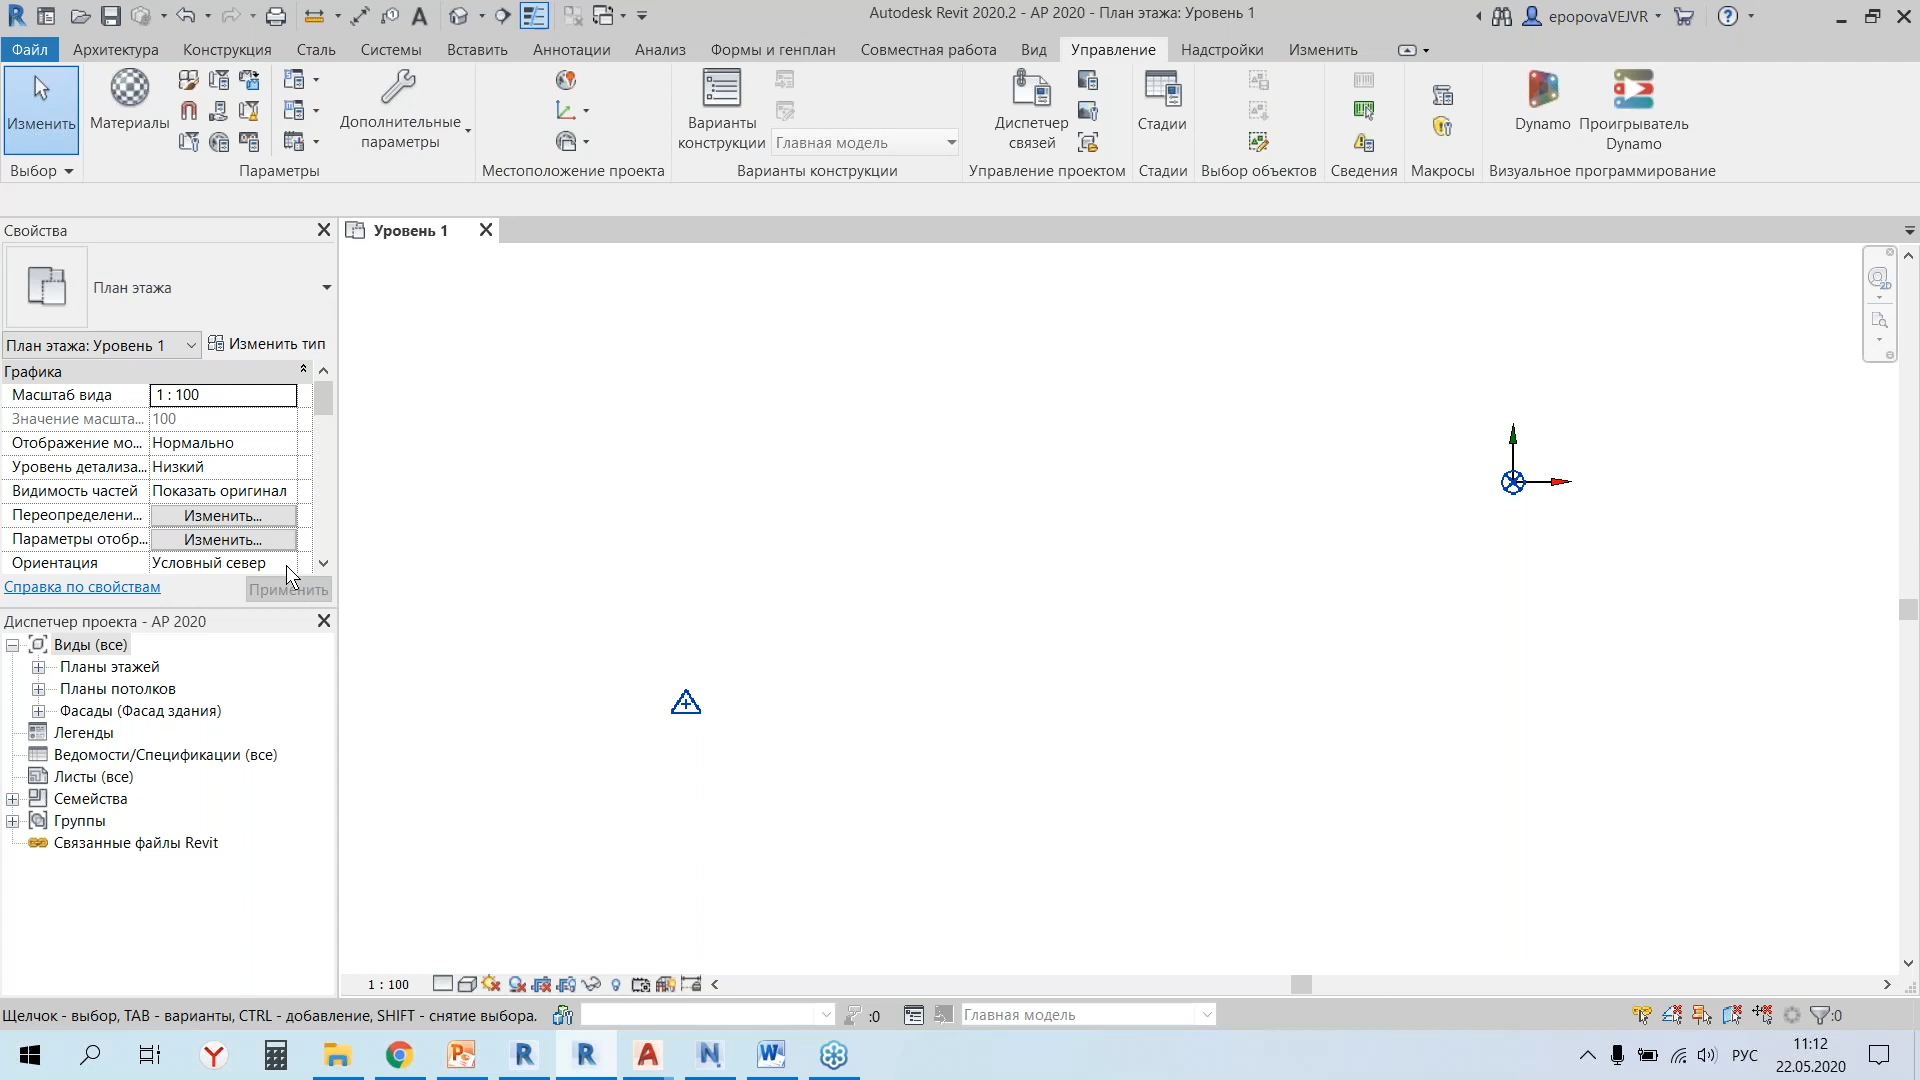 Autodesk Revit 2020.2 - АР 2020 - План этажа: Уровень 1
epopovaVEJVR
Файл
Архитектура
Конструкция
Сталь
Системы
Вставить
Аннотации
Анализ
Формы и генплан
Совместная работа
Вид
Управление
Надстройки
Изменить
Изменить
Материалы
Дополнительные
параметры
Варианты
конструкции
Главная модель
Диспетчер
связей
Стадии
Dynamo
Проигрыватель
Dynamo
Выбор
Параметры
Местоположение проекта
Варианты конструкции
Управление проектом
Стадии
Выбор объектов
Сведения
Макросы
Визуальное программирование
Свойства
Уровень 1
План этажа
План этажа: Уровень 1
Изменить тип
Графика
Масштаб вида 1 : 100
Значение масшта... 100
Отображение мо... Нормально
Уровень детализа... Низкий
Видимость частей Показать оригинал
Переопределени... Изменить...
Параметры отобр... Изменить...
Ориентация Условный север
Справка по свойствам
Применить
Диспетчер проекта - АР 2020
Виды (все)
Планы этажей
Планы потолков
Фасады (Фасад здания)
Легенды
Ведомости/Спецификации (все)
Листы (все)
Семейства
Группы
Связанные файлы Revit
2D
1 : 100
Щелчок - выбор, TAB - варианты, CTRL - добавление, SHIFT - снятие выбора.
:0
Главная модель
:0
РУС
11:12
22.05.2020